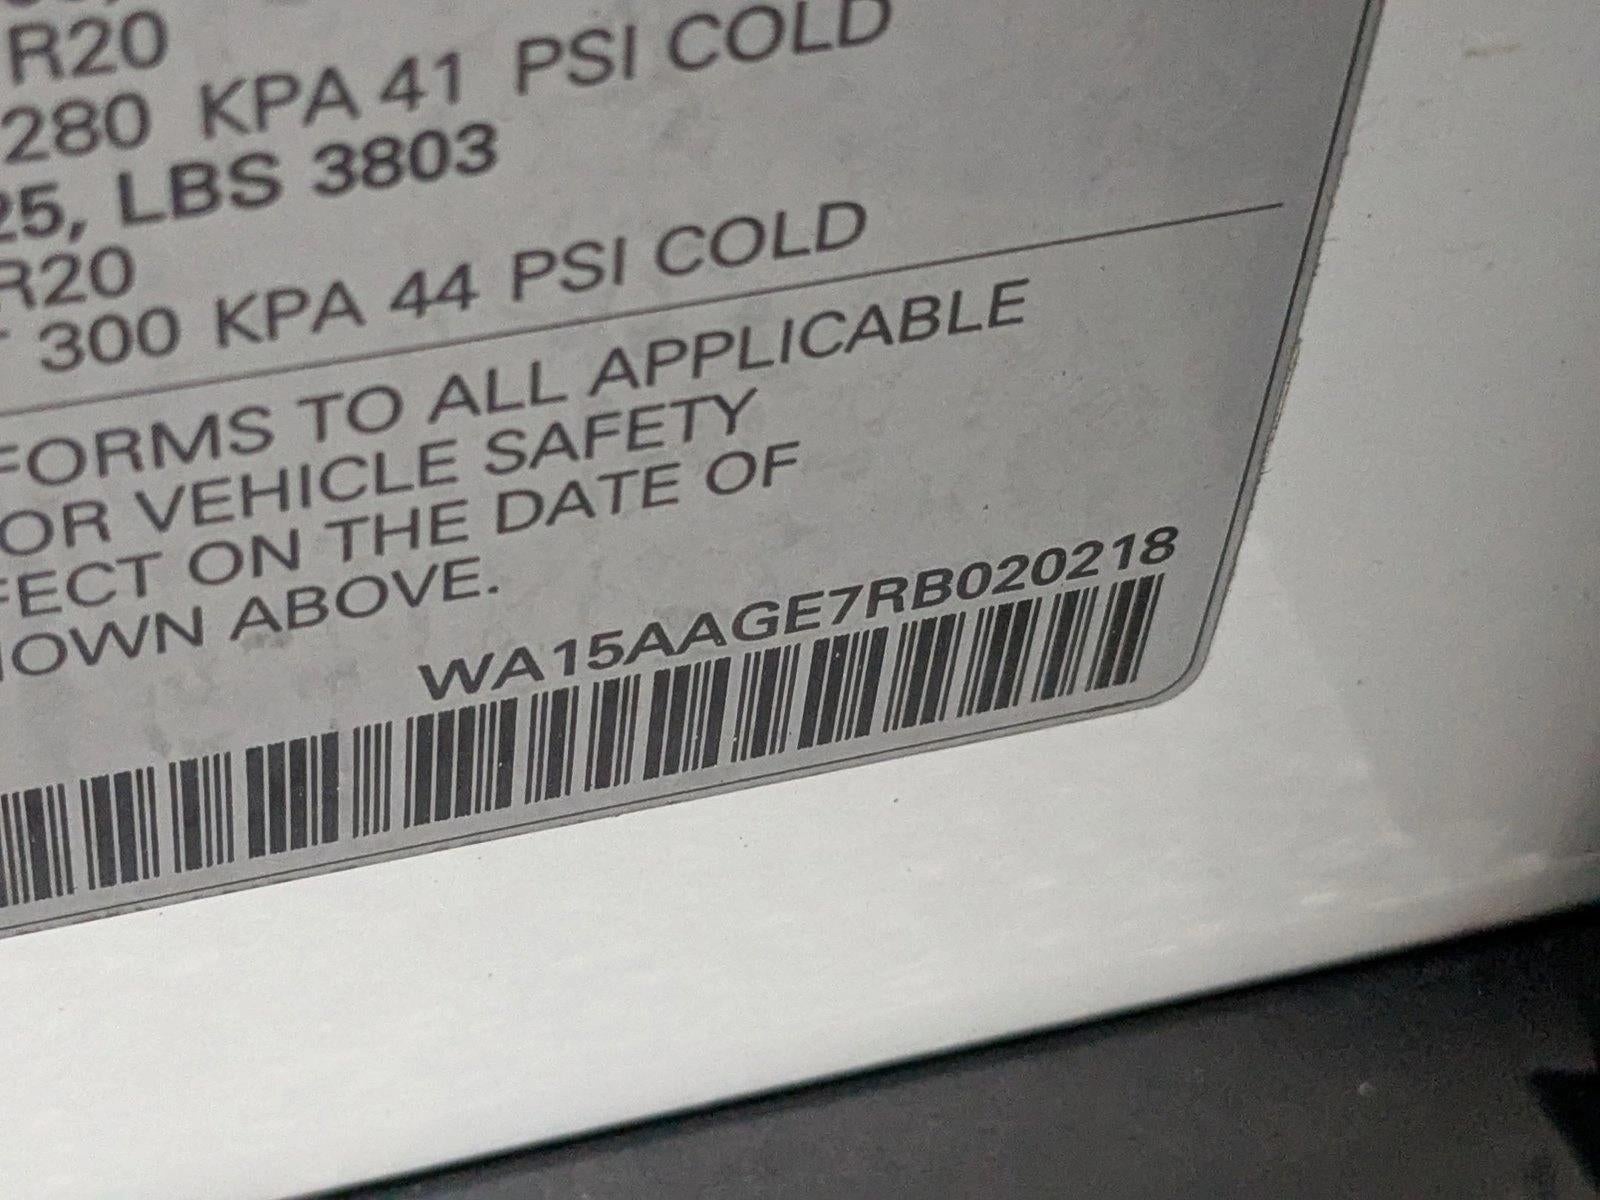 R20
280 KPA 41 PSI COLD
25, LBS 3803
R20
300 KPA 44 PSI COLD
FORMS TO ALL APPLICABLE
OR VEHICLE SAFETY
FECT ON THE DATE OF
HOWN ABOVE.
WA15AAGE7RB020218